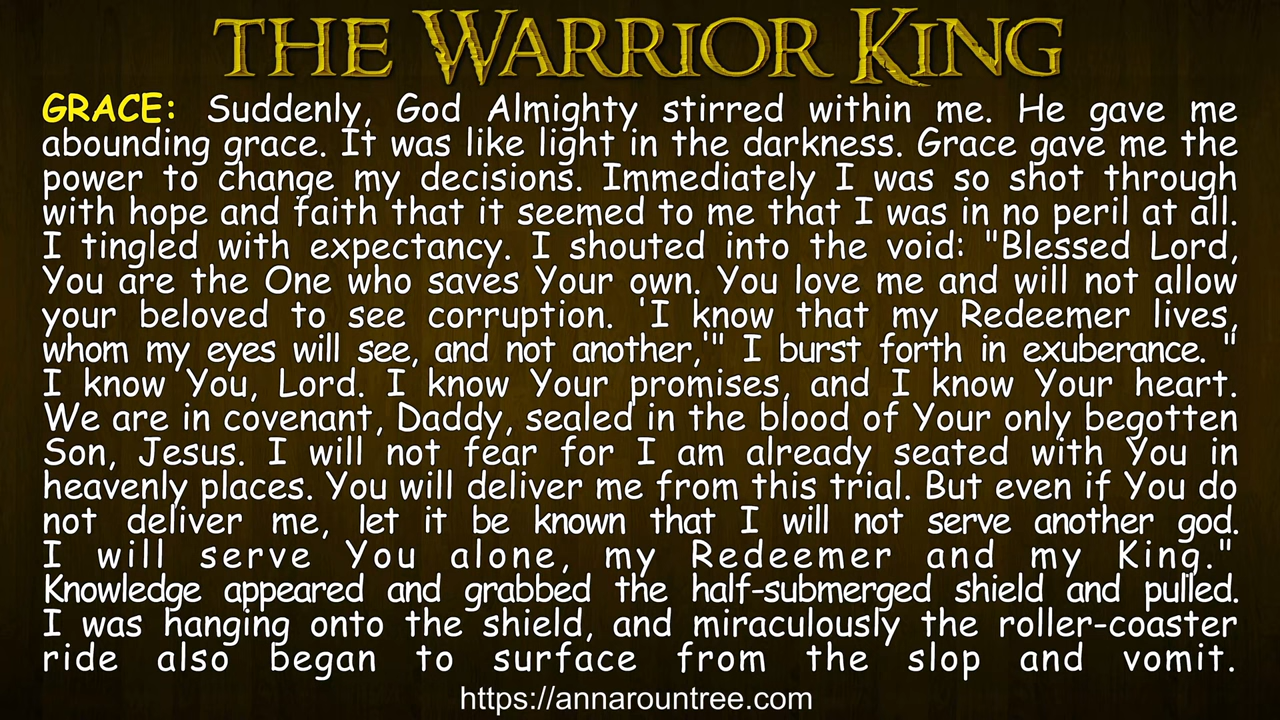 THE WARRIOR KING
GRACE: Suddenly, God Almighty stirred within me. He gave me
abounding grace. It was like light in the darkness. Grace gave me the
power to change my decisions. Immediately I was so shot through
with hope and faith that it seemed to me that I was in no peril at all.
I tingled with expectancy. I shouted into the void: "Blessed Lord,
You are the One who saves Your own. You love me and will not allow
your beloved to see corruption. 'I know that my Redeemer lives,
whom my eyes will see, and not another,'" I burst forth in exuberance. "
I know You, Lord. I know Your promises, and I know Your heart.
We are in covenant, Daddy, sealed in the blood of Your only begotten
Son, Jesus. I will not fear for I am already seated with You in
heavenly places. You will deliver me from this trial. But even if You do
not deliver me, let it be known that I will not serve another god.
I will serve You alone, my Redeemer and my King."
Knowledge appeared and grabbed the half-submerged shield and pulled.
I was hanging onto the shield, and miraculously the roller-coaster
ride also began to surface from the slop and vomit.
https://annarountree.com